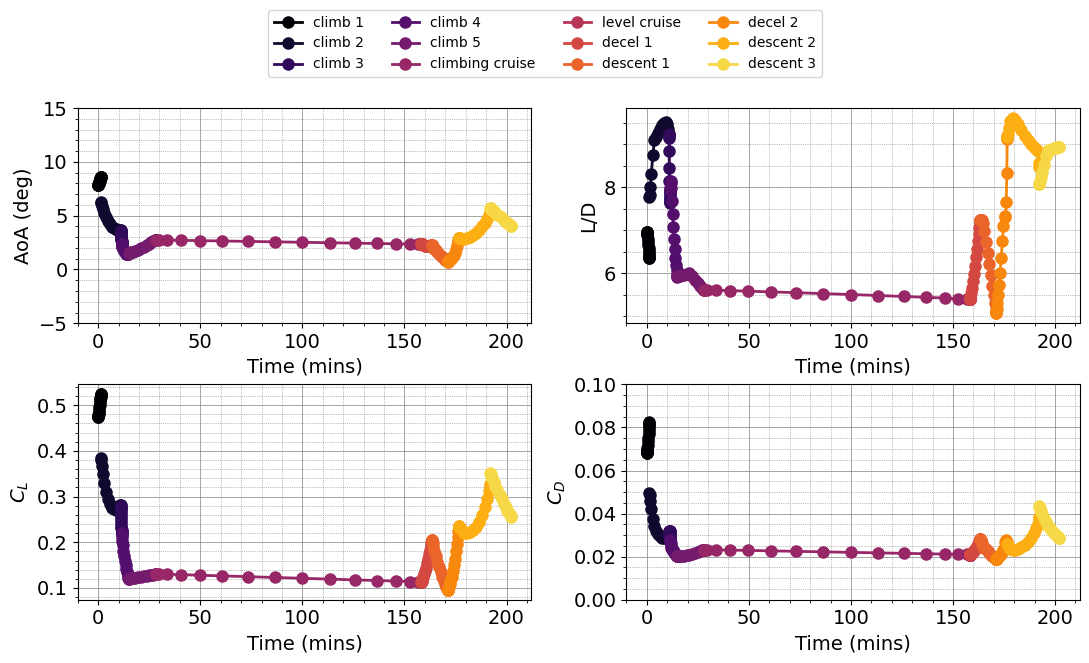 climb 1 climb 4 level cruise decel 2
climb 2 climb 5 decel 1 descent 2
climb 3 climbing cruise descent 1 descent 3
15
10
5
0
−5
AoA (deg)
0 50 100 150 200
Time (mins)
8
6
L/D
0 50 100 150 200
Time (mins)
0.5
0.4
0.3
0.2
0.1
C_L
0 50 100 150 200
Time (mins)
0.10
0.08
0.06
0.04
0.02
0.00
C_D
0 50 100 150 200
Time (mins)